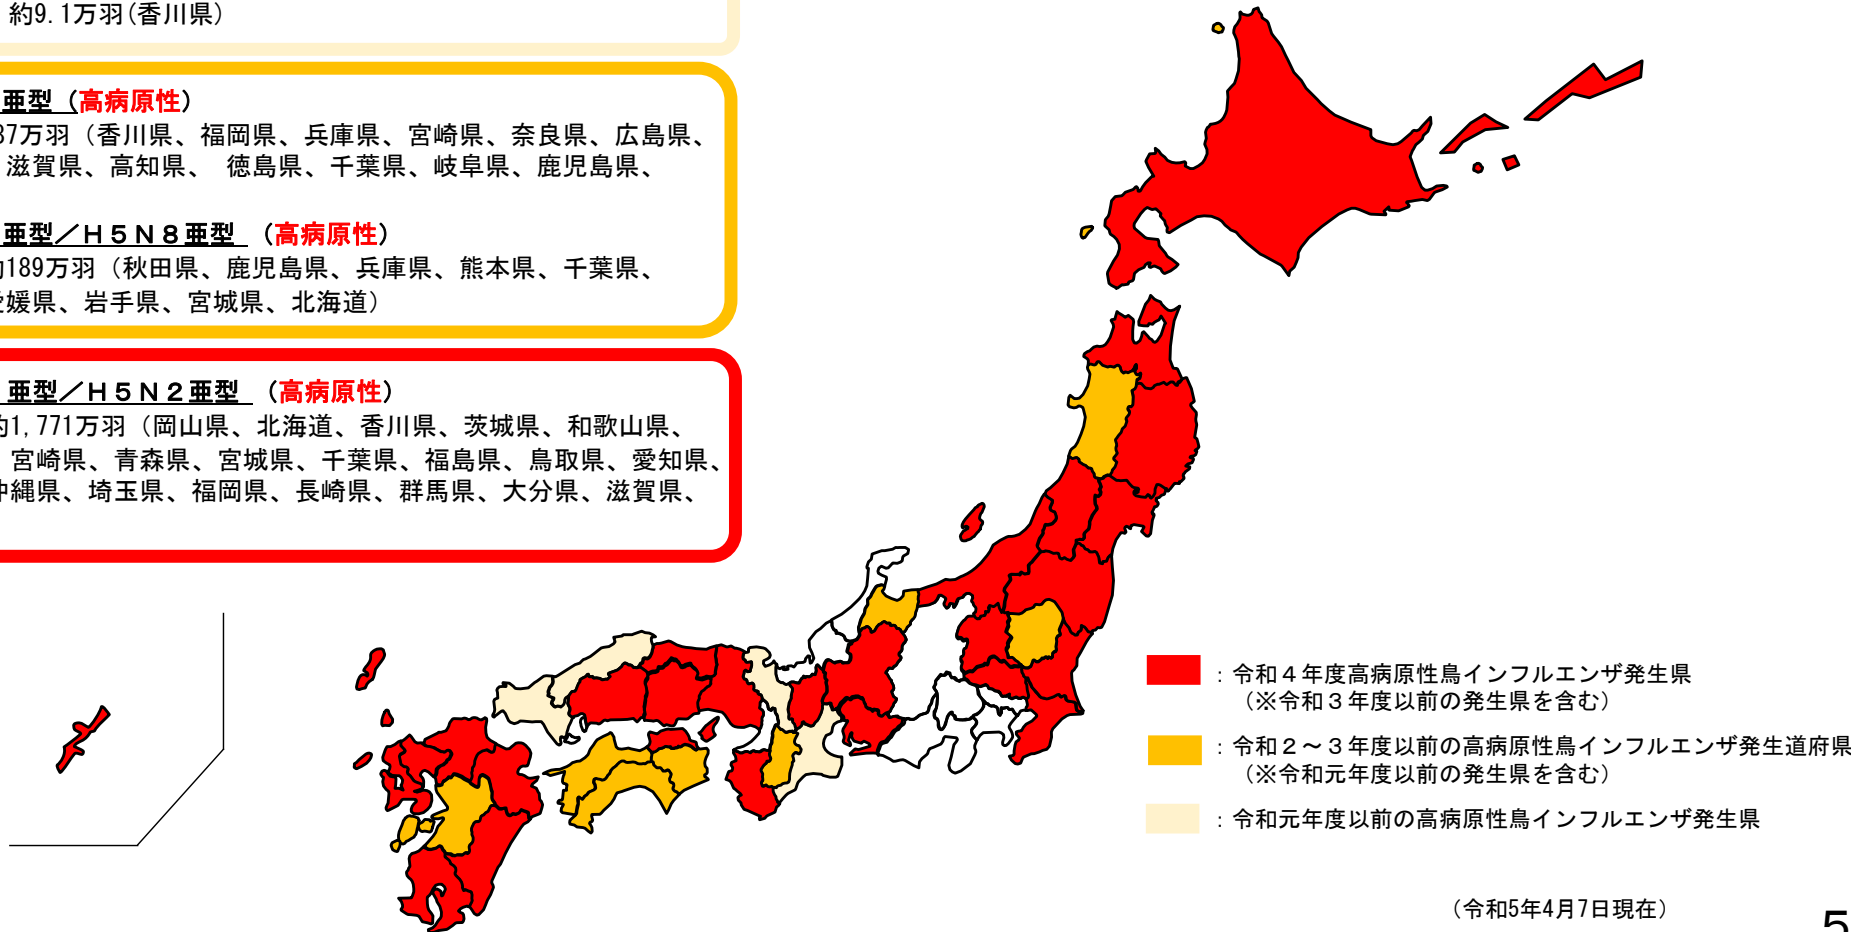 約9.1万羽(香川県)
亜型（高病原性）
37万羽（香川県、福岡県、兵庫県、宮崎県、奈良県、広島県、
滋賀県、高知県、 徳島県、千葉県、岐阜県、鹿児島県、
亜型／Ｈ５Ｎ８亜型 （高病原性）
189万羽（秋田県、鹿児島県、兵庫県、熊本県、千葉県、
媛県、岩手県、宮城県、北海道）
亜型／Ｈ５Ｎ２亜型 （高病原性）
約1,771万羽（岡山県、北海道、香川県、茨城県、和歌山県、
宮崎県、青森県、宮城県、千葉県、福島県、鳥取県、愛知県、
沖縄県、埼玉県、福岡県、長崎県、群馬県、大分県、滋賀県、
：令和４年度高病原性鳥インフルエンザ発生県
（※令和３年度以前の発生県を含む）
：令和２～３年度以前の高病原性鳥インフルエンザ発生道府県
（※令和元年度以前の発生県を含む）
：令和元年度以前の高病原性鳥インフルエンザ発生県
（令和5年4月7日現在）
5